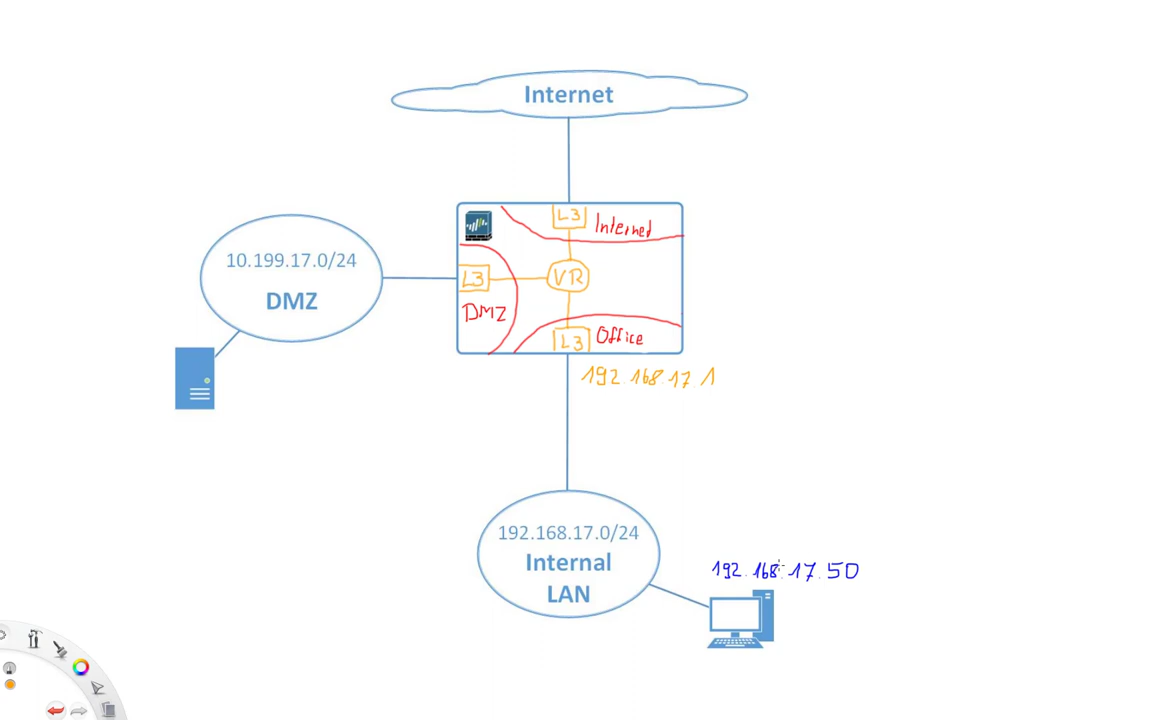 Internet
L3
Internet
10.199.17.0/24
DMZ
L3
VR
DMZ
L3
Office
192.168.17.1
192.168.17.0/24
Internal
LAN
192.168.17.50